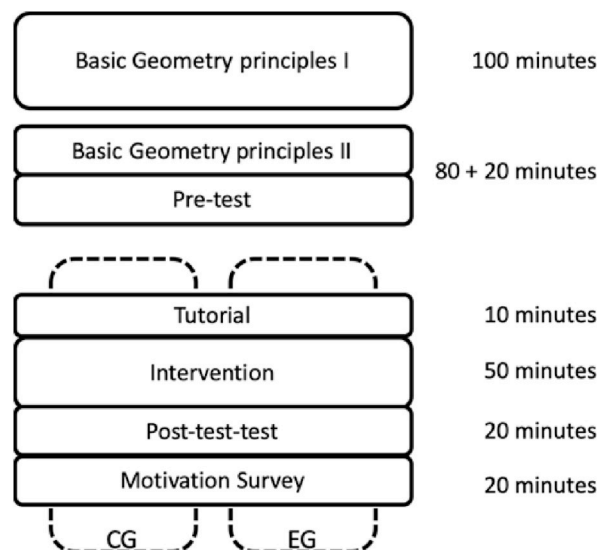 Basic Geometry principles I 100 minutes
Basic Geometry principles II
80 + 20 minutes
Pre-test
Tutorial 10 minutes
Intervention 50 minutes
Post-test-test 20 minutes
Motivation Survey 20 minutes
CG EG